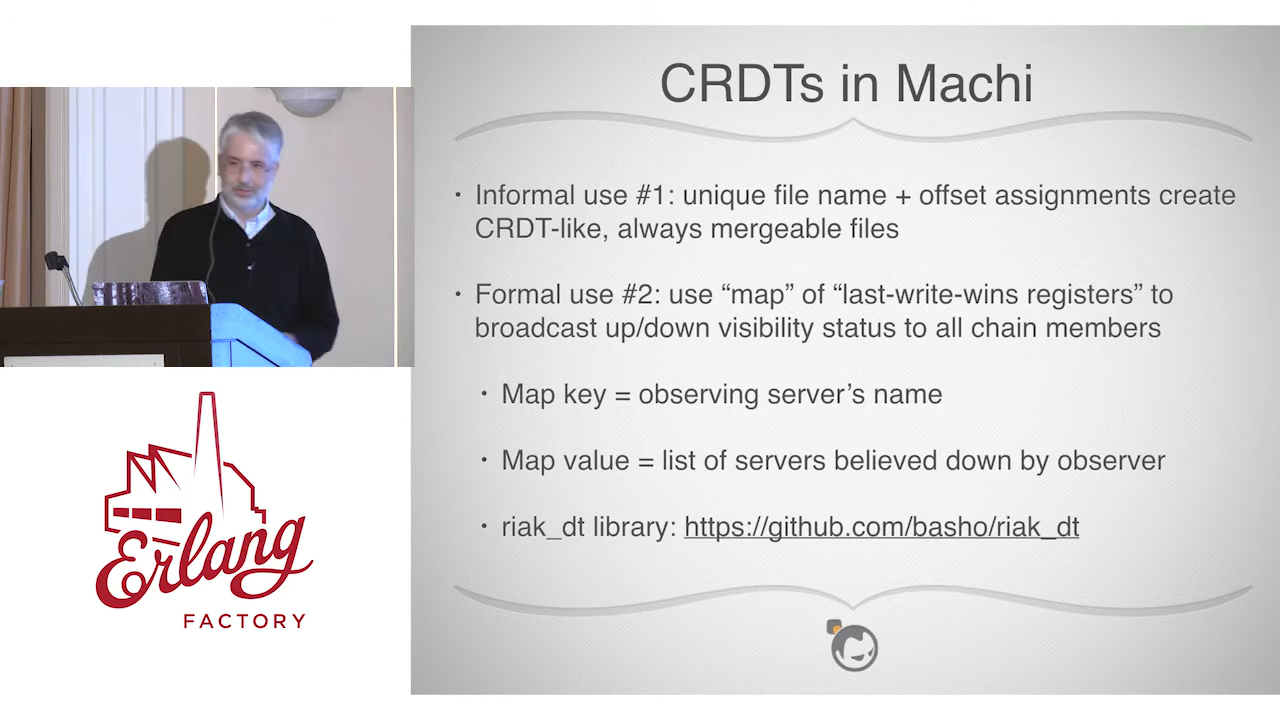 CRDTs in Machi
• Informal use #1: unique file name + offset assignments create
CRDT-like, always mergeable files
• Formal use #2: use “map” of “last-write-wins registers” to
broadcast up/down visibility status to all chain members
• Map key = observing server’s name
• Map value = list of servers believed down by observer
• riak_dt library: https://github.com/basho/riak_dt
Erlang
FACTORY